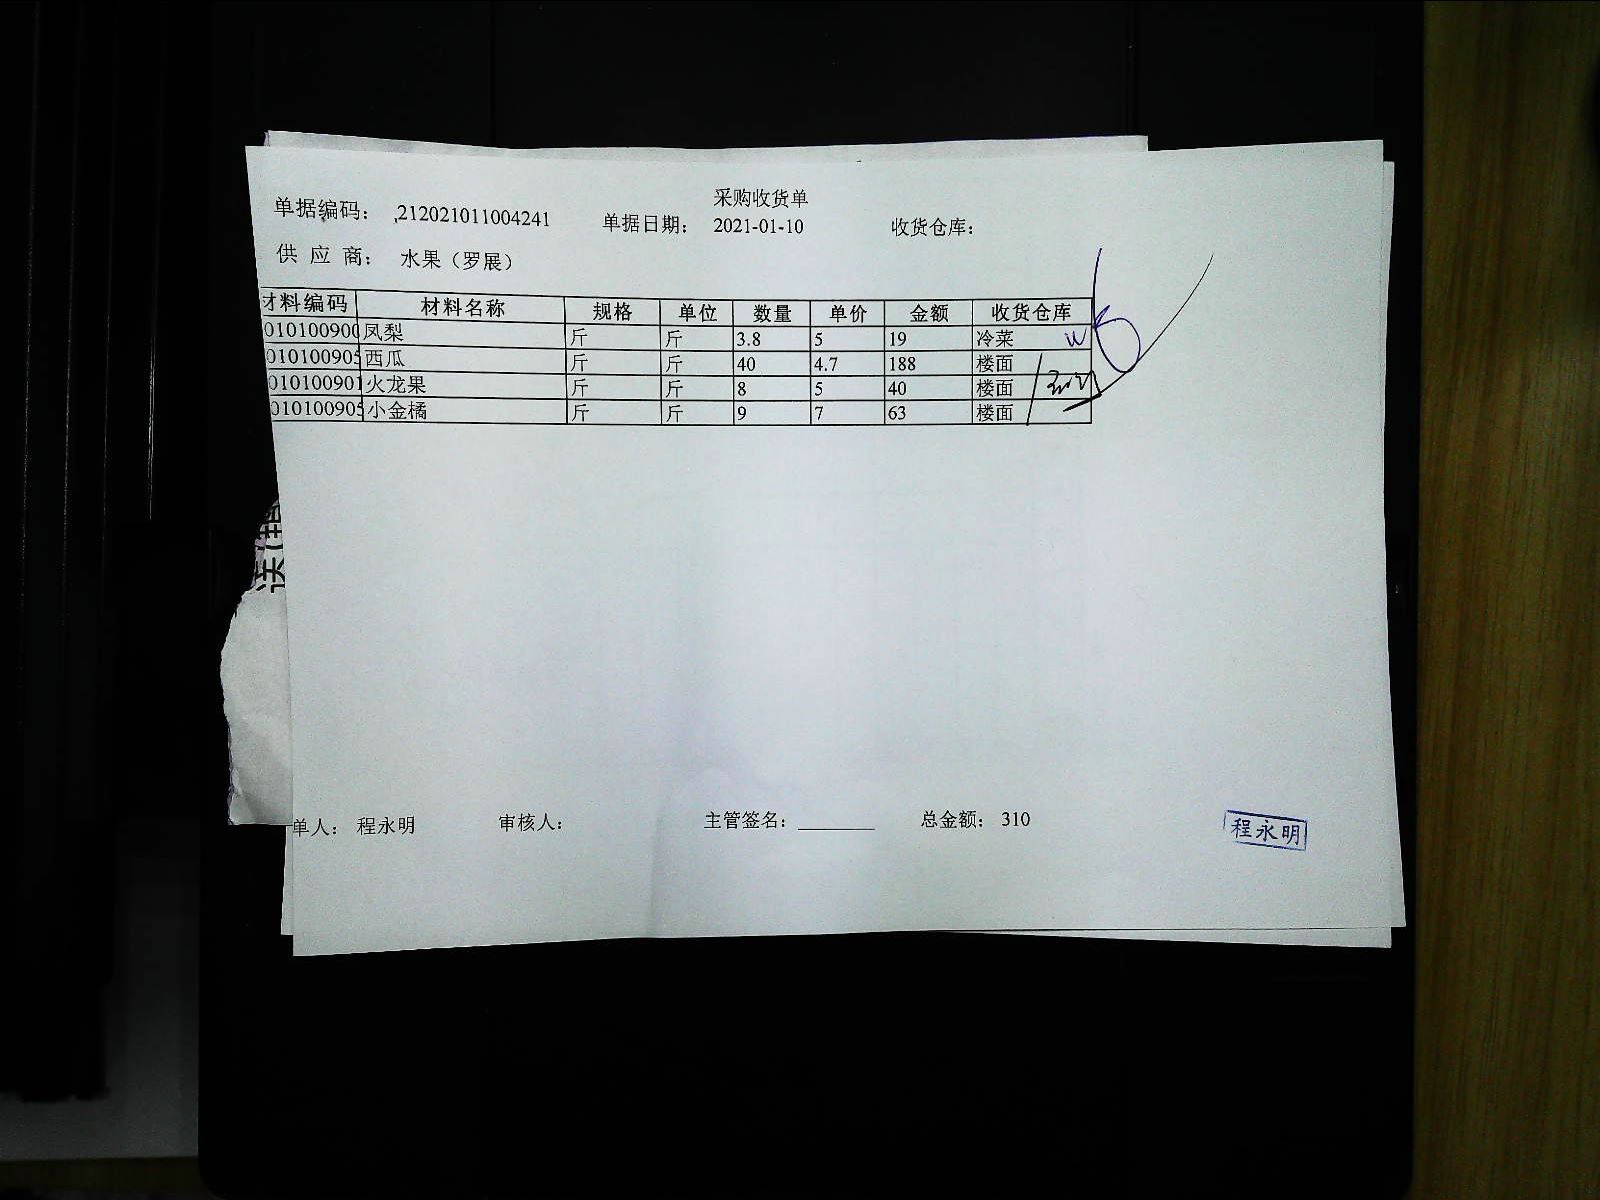 采购收货单
单据编码： 212021011004241 单据日期： 2021-01-10 收货仓库：
供 应 商： 水果（罗展）
材料编码 材料名称 规格 单位 数量 单价 金额 收货仓库
010100900 凤梨 斤 斤 3.8 5 19 冷菜
010100905 西瓜 斤 斤 40 4.7 188 楼面
010100901 火龙果 斤 斤 8 5 40 楼面
010100905 小金橘 斤 斤 9 7 63 楼面
单人： 程永明 审核人： 主管签名：________ 总金额： 310
程永明